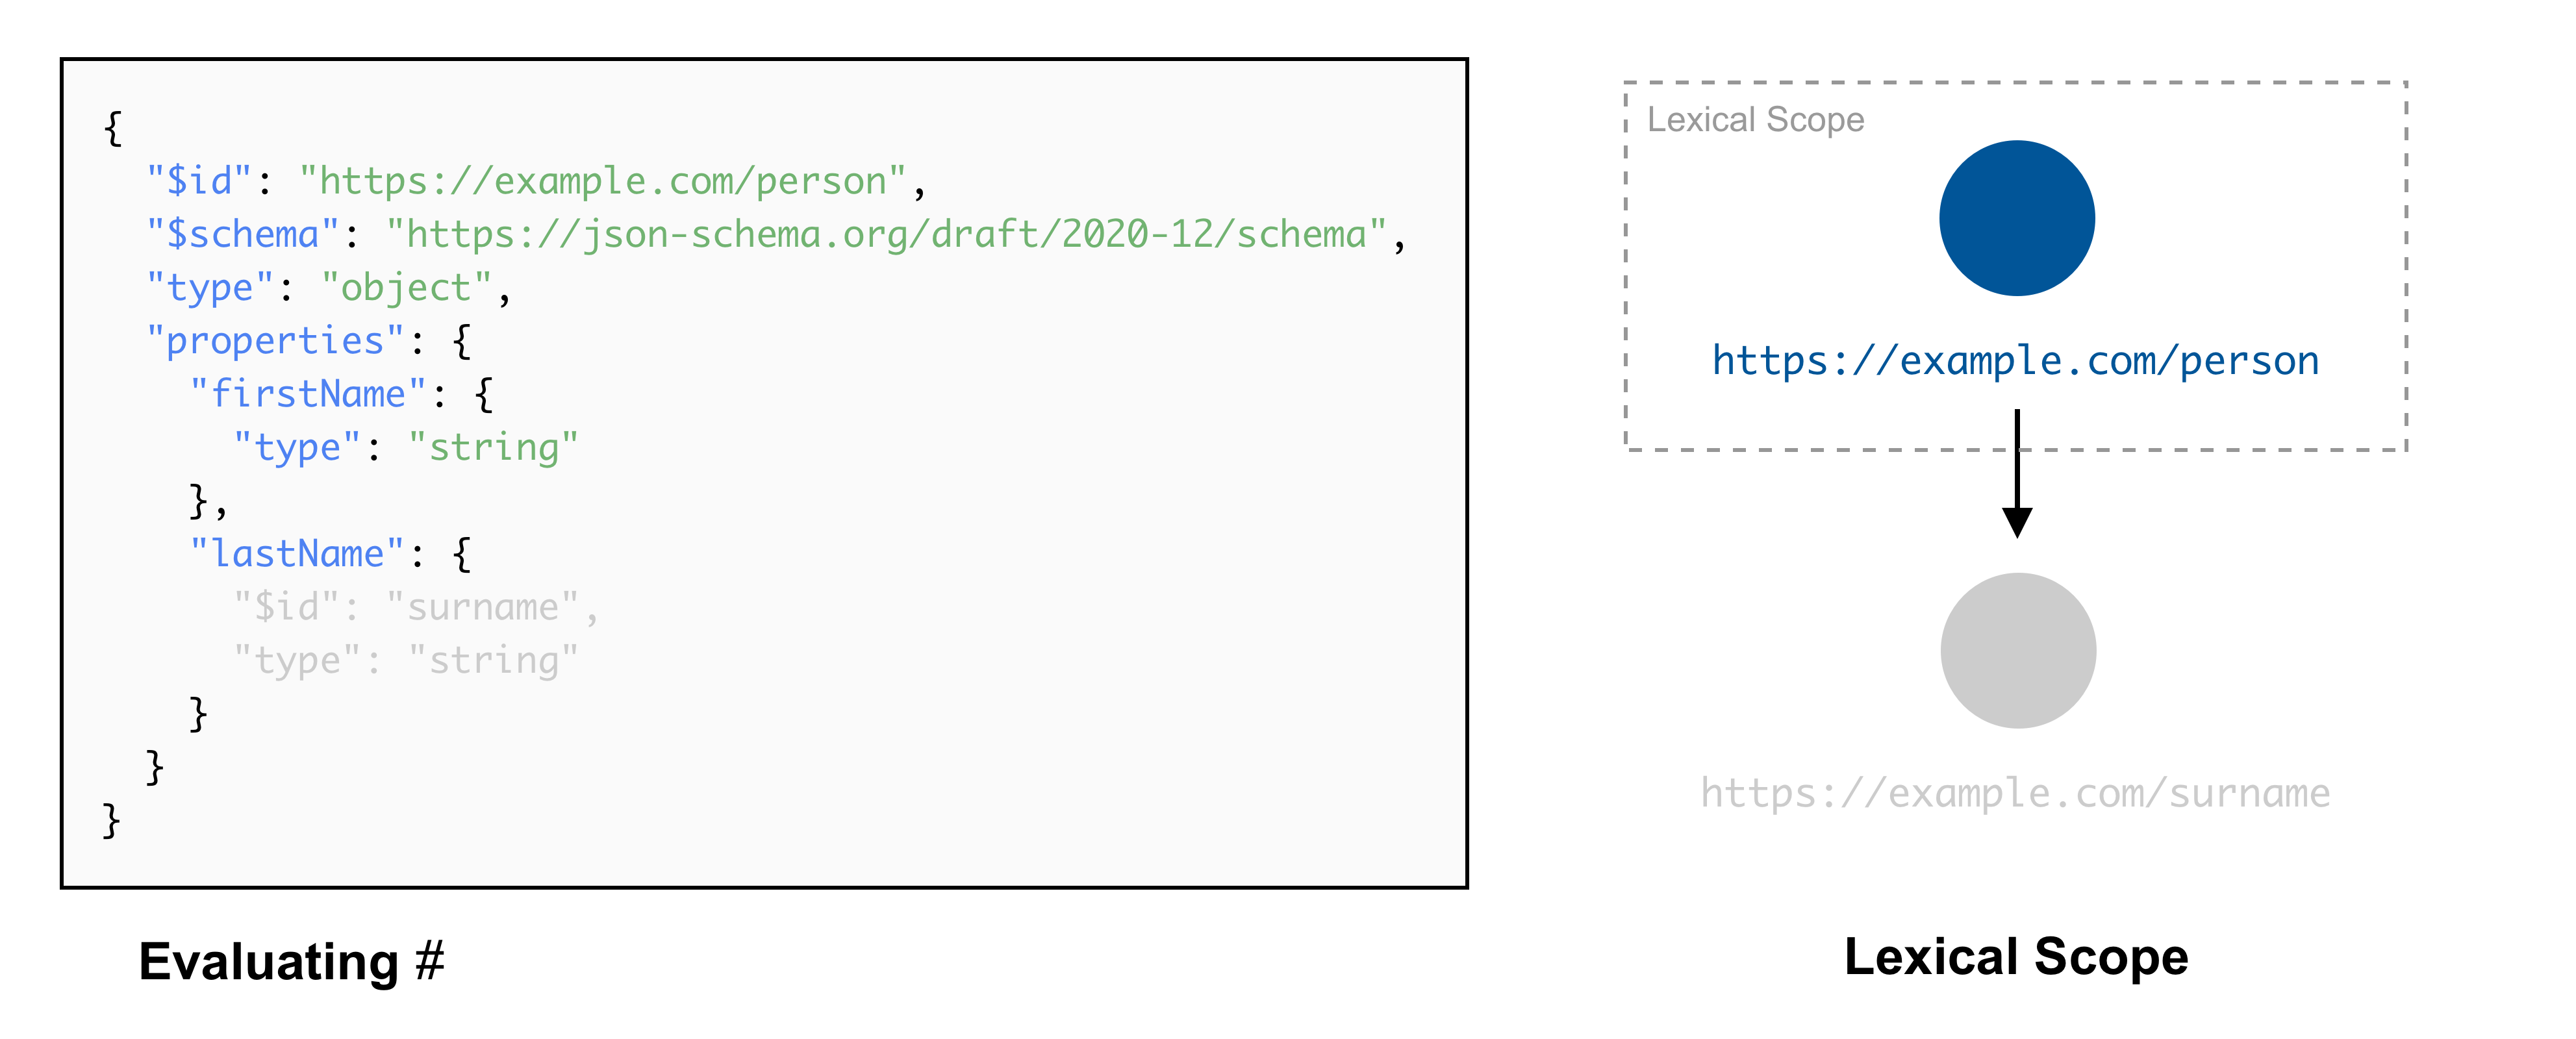 {
  "$id": "https://example.com/person",
  "$schema": "https://json-schema.org/draft/2020-12/schema",
  "type": "object",
  "properties": {
    "firstName": {
      "type": "string"
    },
    "lastName": {
      "$id": "surname",
      "type": "string"
    }
  }
}
Evaluating #
Lexical Scope
https://example.com/person
https://example.com/surname
Lexical Scope